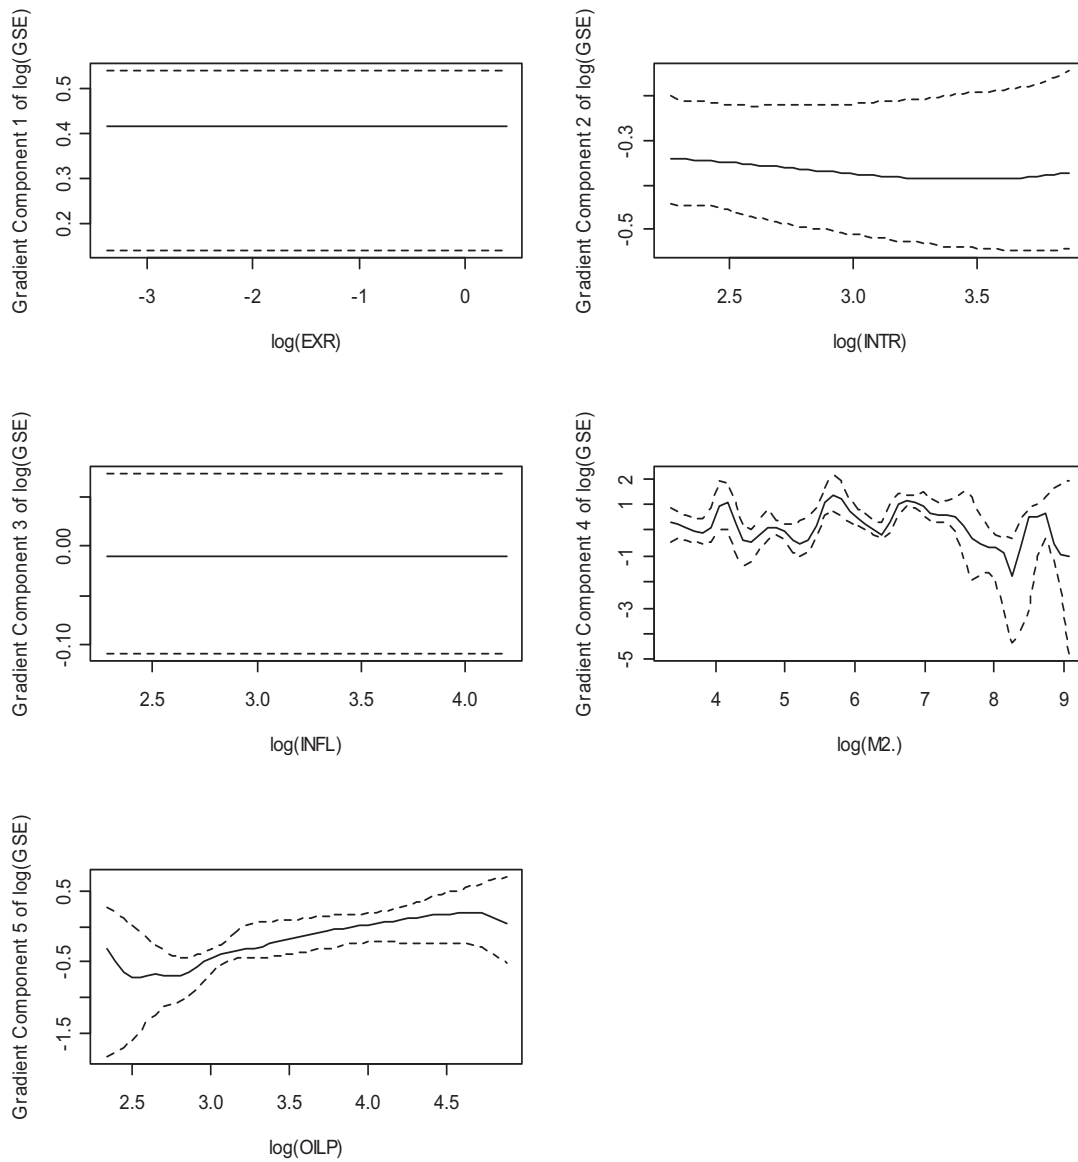 Gradient Component 1 of log(GSE)
0.5
0.4
0.3
0.2
-3 -2 -1 0
log(EXR)
Gradient Component 2 of log(GSE)
-0.3
-0.5
2.5 3.0 3.5
log(INTR)
Gradient Component 3 of log(GSE)
0.00
-0.10
2.5 3.0 3.5 4.0
log(INFL)
Gradient Component 4 of log(GSE)
2
1
-1
-3
-5
4 5 6 7 8 9
log(M2.)
Gradient Component 5 of log(GSE)
0.5
-0.5
-1.5
2.5 3.0 3.5 4.0 4.5
log(OILP)